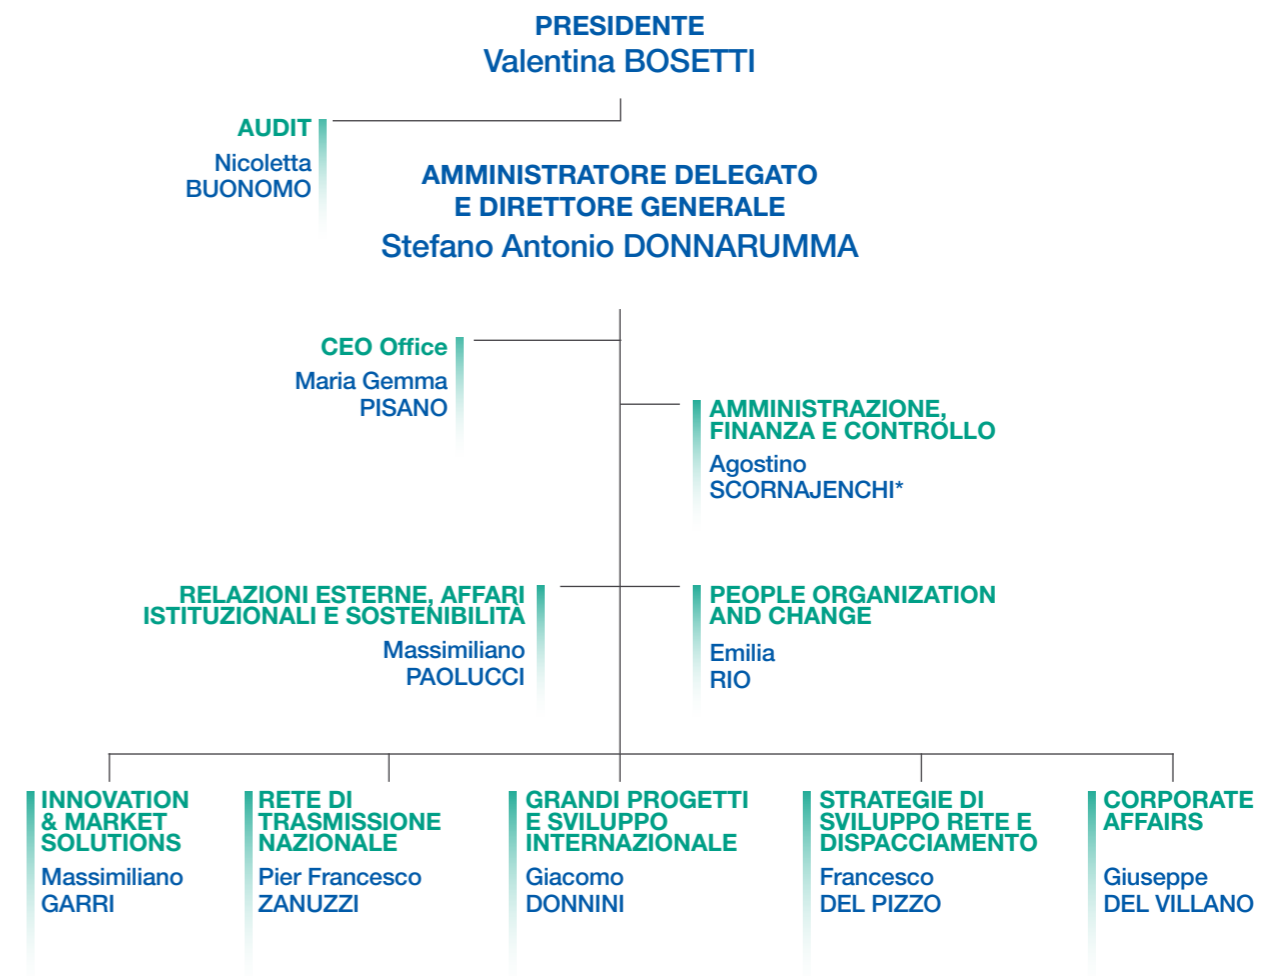 PRESIDENTE
Valentina BOSETTI
AUDIT
Nicoletta
BUONOMO
AMMINISTRATORE DELEGATO
E DIRETTORE GENERALE
Stefano Antonio DONNARUMMA
CEO Office
Maria Gemma
PISANO
AMMINISTRAZIONE,
FINANZA E CONTROLLO
Agostino
SCORNAJENCHI*
RELAZIONI ESTERNE, AFFARI
ISTITUZIONALI E SOSTENIBILITÀ
Massimiliano
PAOLUCCI
PEOPLE ORGANIZATION
AND CHANGE
Emilia
RIO
INNOVATION
& MARKET
SOLUTIONS
Massimiliano
GARRI
RETE DI
TRASMISSIONE
NAZIONALE
Pier Francesco
ZANUZZI
GRANDI PROGETTI
E SVILUPPO
INTERNAZIONALE
Giacomo
DONNINI
STRATEGIE DI
SVILUPPO RETE E
DISPACCIAMENTO
Francesco
DEL PIZZO
CORPORATE
AFFAIRS
Giuseppe
DEL VILLANO